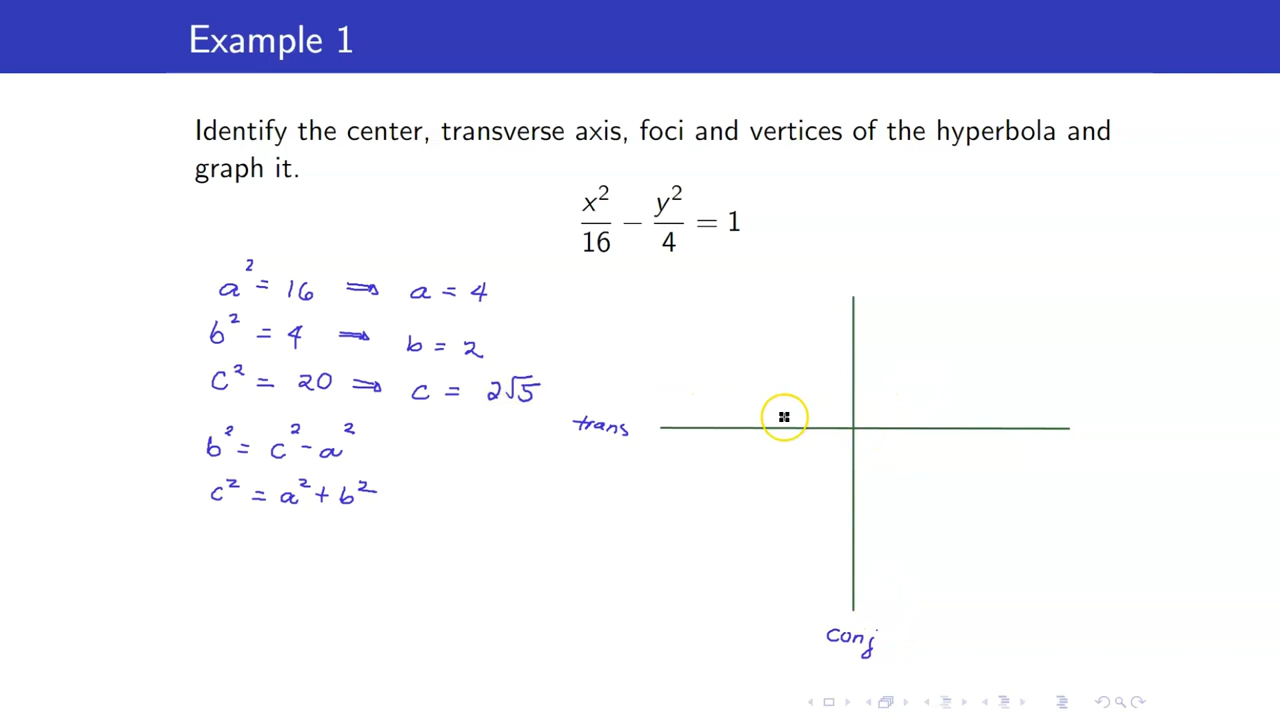 Example 1
Identify the center, transverse axis, foci and vertices of the hyperbola and
graph it.
x²/16 − y²/4 = 1
a² = 16 ⟹ a = 4
b² = 4 ⟹ b = 2
c² = 20 ⟹ c = 2√5
trans
b² = c² - a²
c² = a² + b²
conj